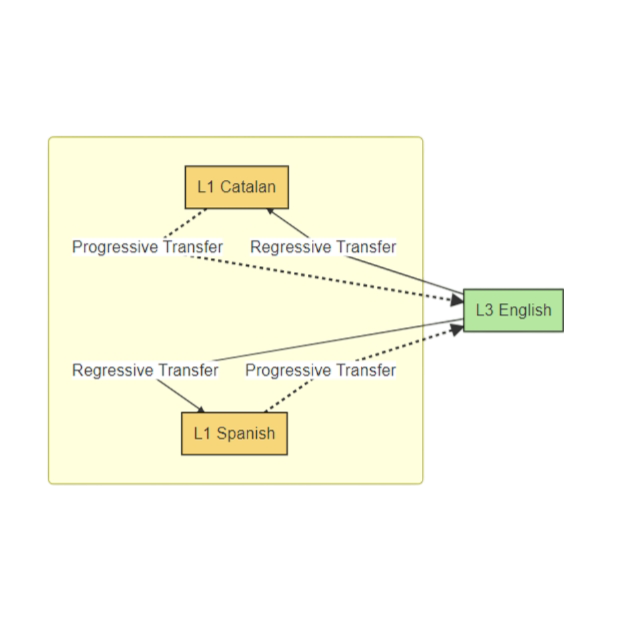 L1 Catalan
Progressive Transfer
Regressive Transfer
L3 English
Regressive Transfer
Progressive Transfer
L1 Spanish